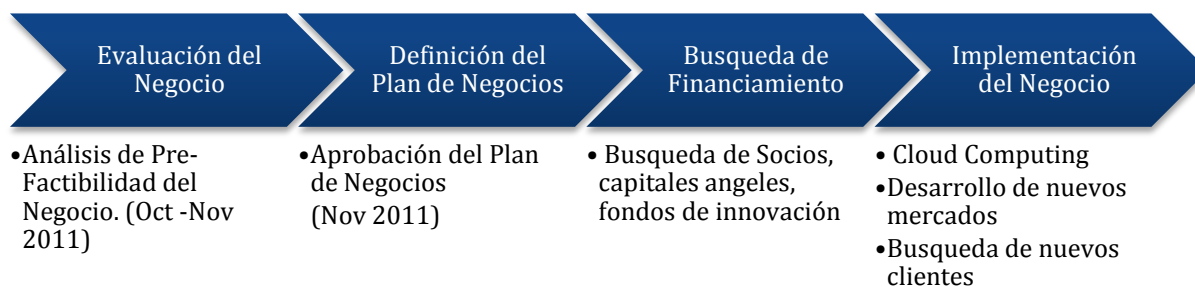 Evaluación del
Negocio
Definición del
Plan de Negocios
Busqueda de
Financiamiento
Implementación
del Negocio
•Análisis de Pre-
Factibilidad del
Negocio. (Oct -Nov
2011)
•Aprobación del Plan
de Negocios
(Nov 2011)
• Busqueda de Socios,
capitales angeles,
fondos de innovación
• Cloud Computing
•Desarrollo de nuevos
mercados
•Busqueda de nuevos
clientes